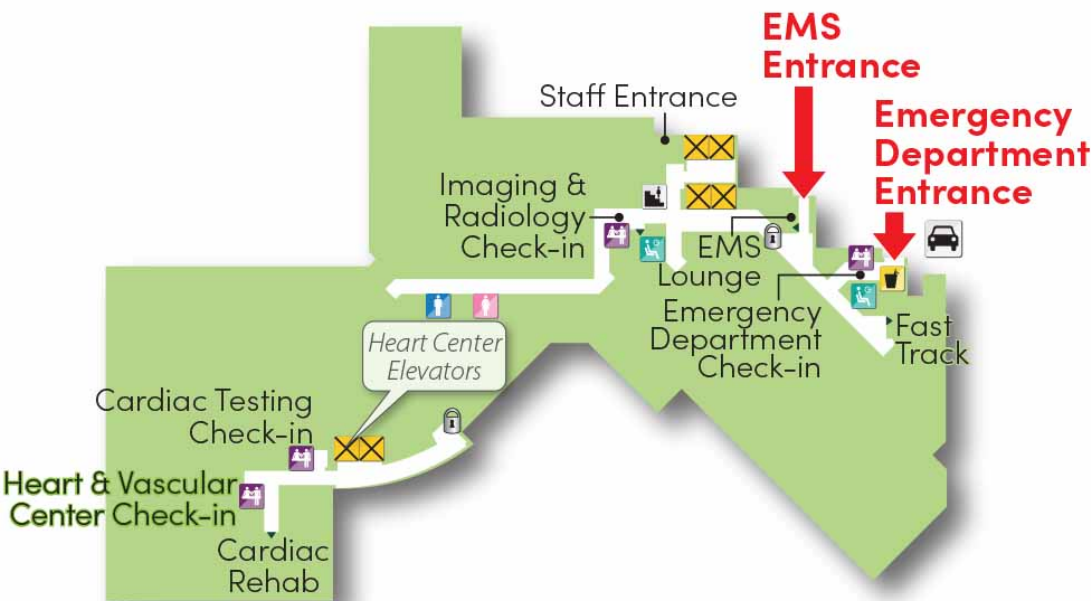 EMS
Entrance
Staff Entrance
Emergency
Department
Entrance
Imaging &
Radiology
Check-in
EMS
Lounge
Emergency
Department
Check-in
Fast
Track
Heart Center
Elevators
Cardiac Testing
Check-in
Heart & Vascular
Center Check-in
Cardiac
Rehab